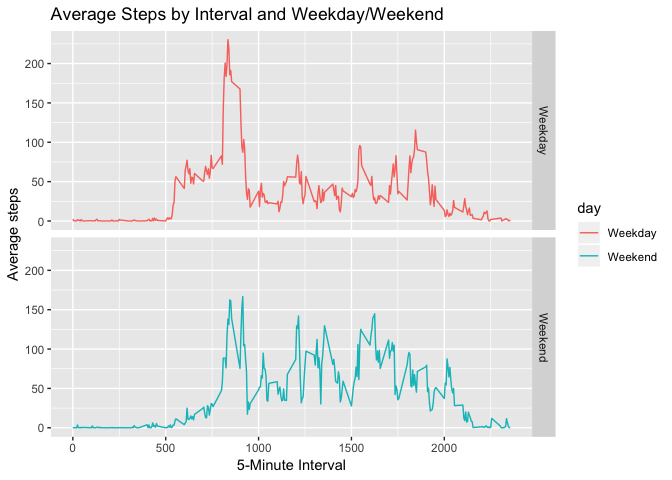 Average Steps by Interval and Weekday/Weekend
200
150
100
50
0
Weekday
200
150
100
50
0
Weekend
0 500 1000 1500 2000
5-Minute Interval
Average steps
day
Weekday
Weekend